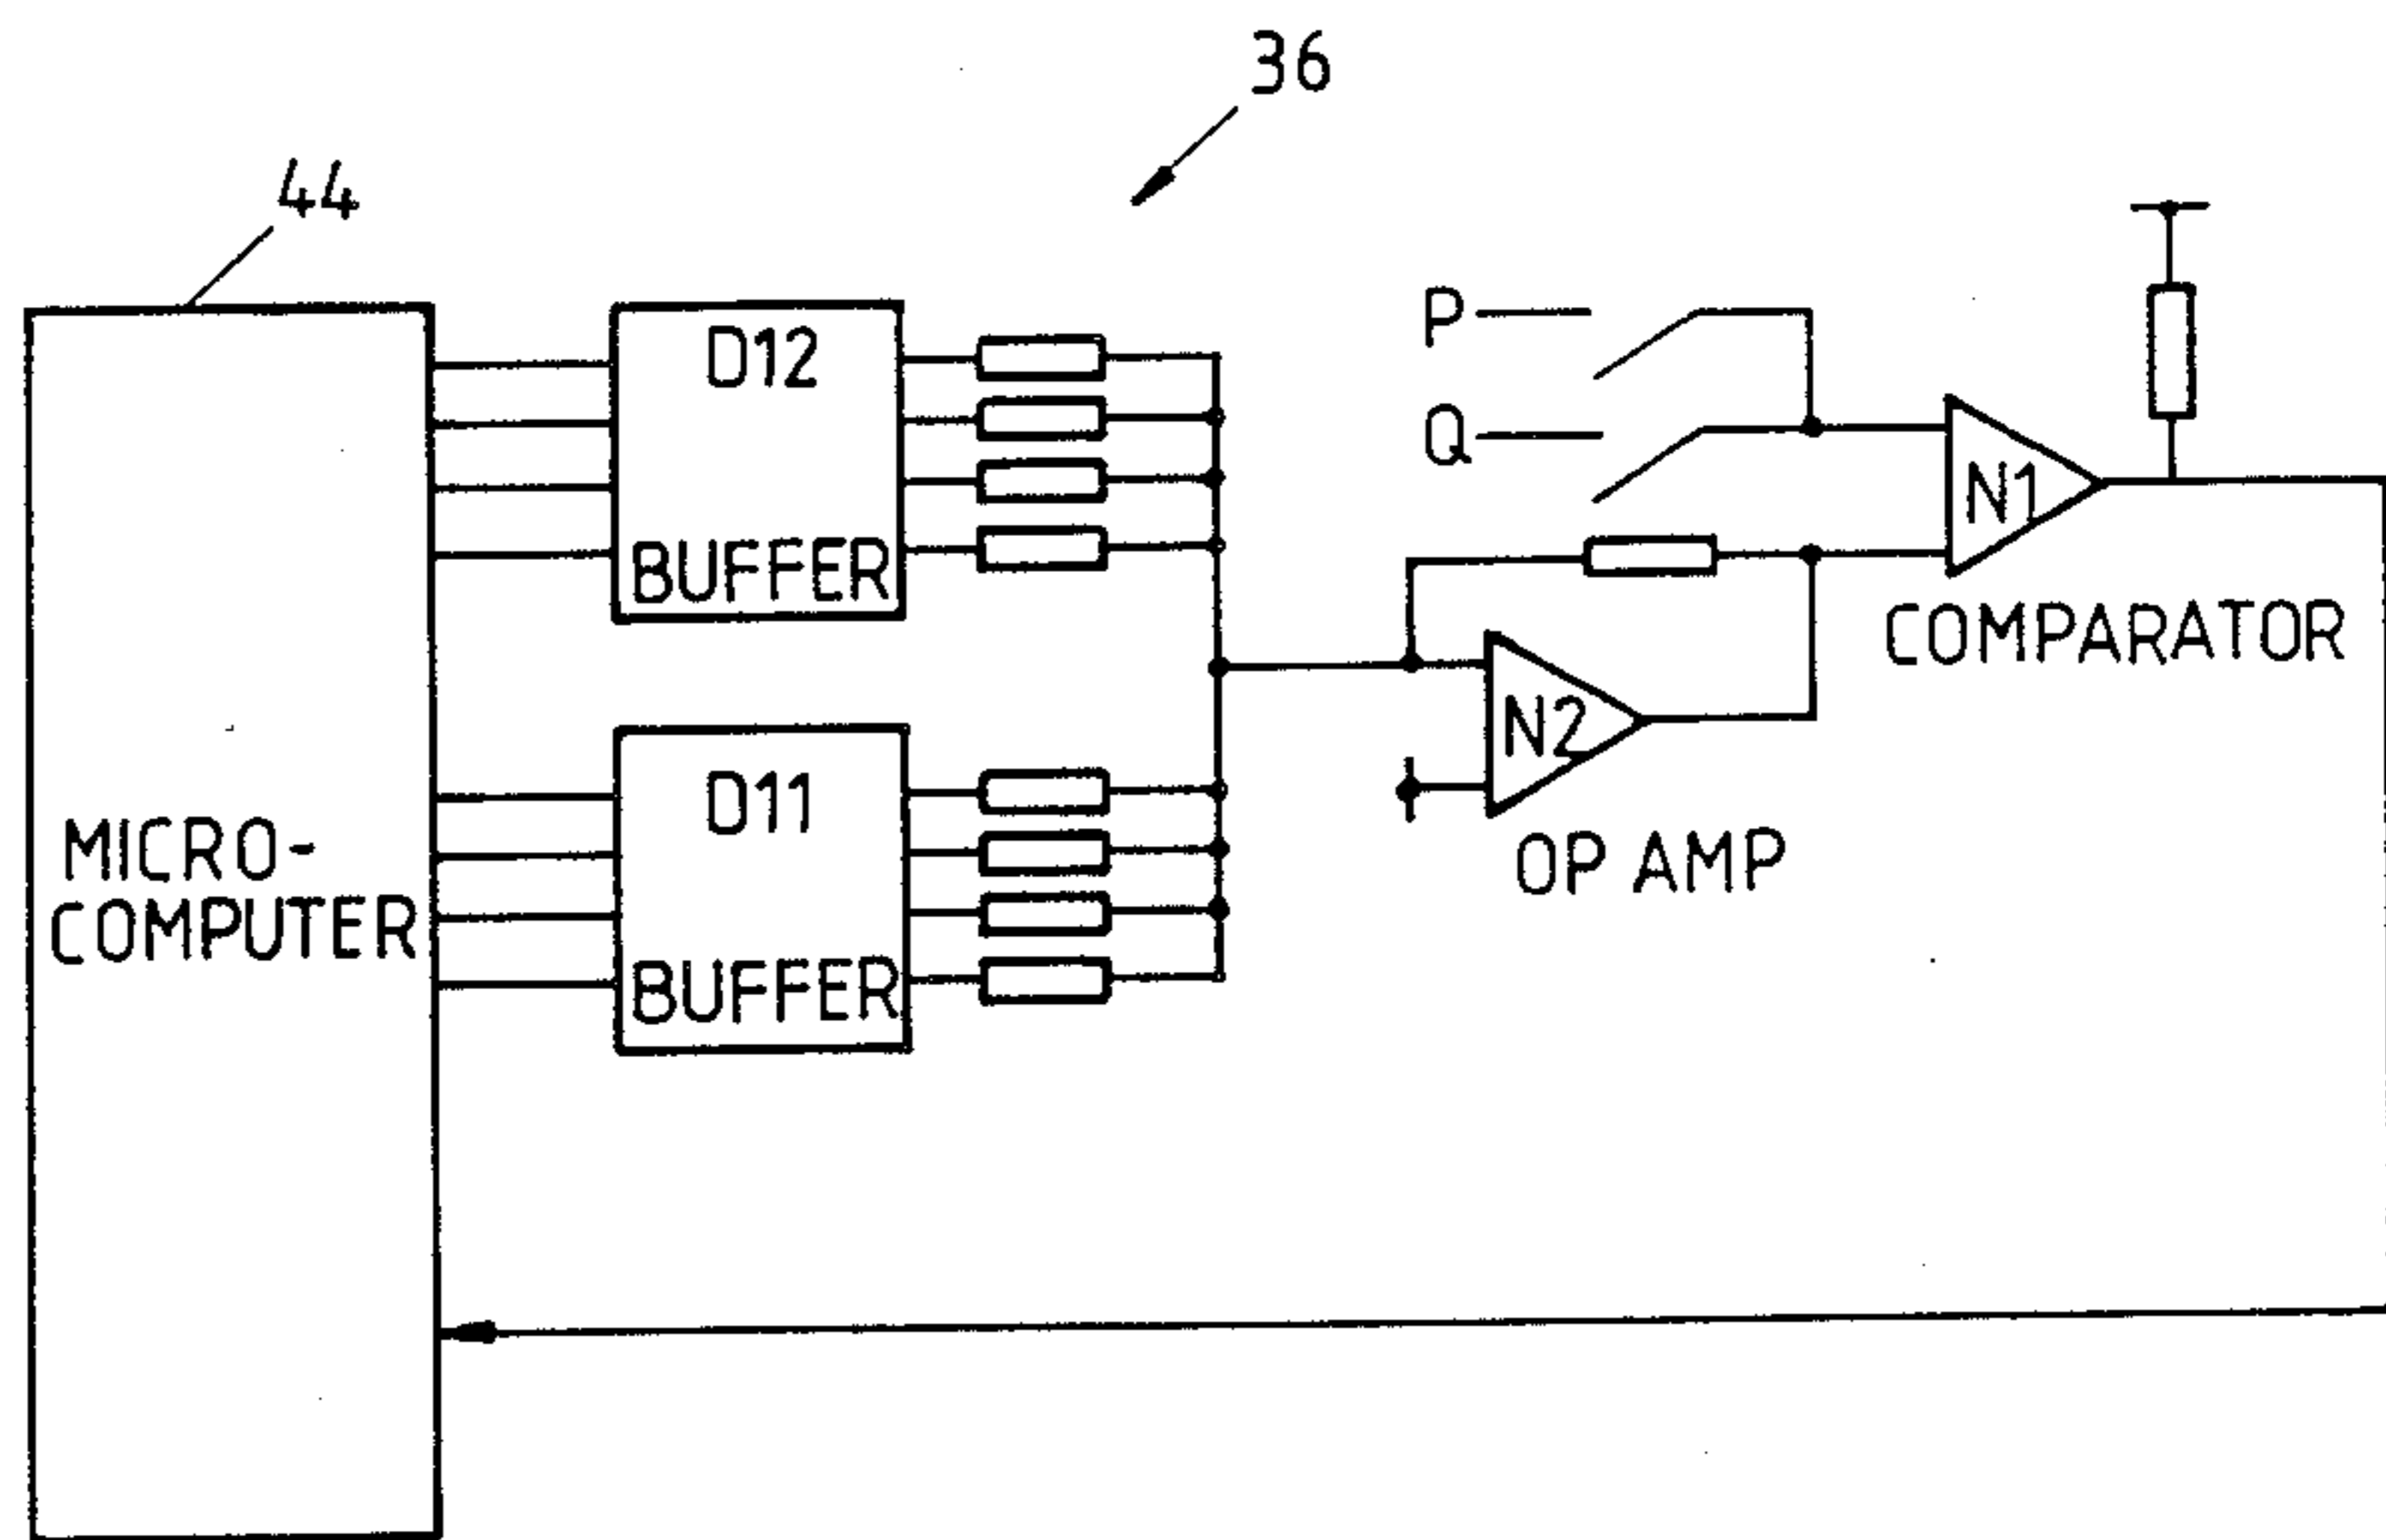 36
44
D12
BUFFER
P
Q
N1
COMPARATOR
N2
OP AMP
D11
BUFFER
MICRO-
COMPUTER